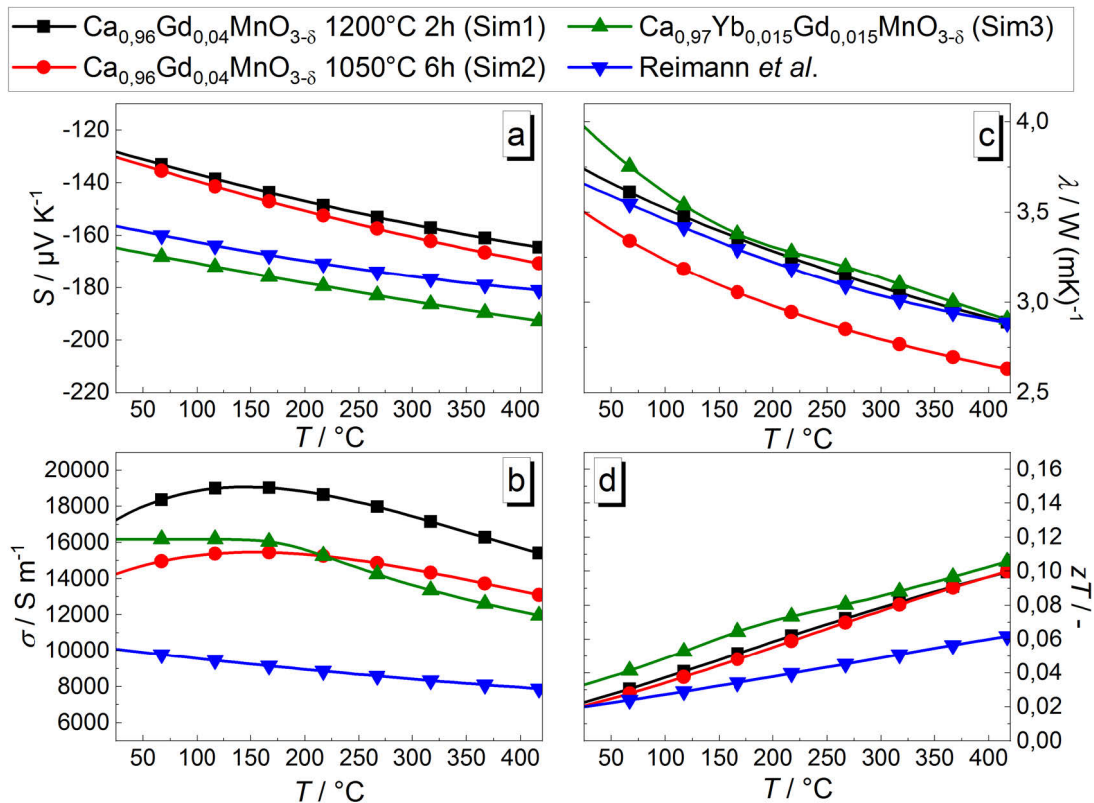 Ca0,96Gd0,04MnO3-δ 1200°C 2h (Sim1)
Ca0,97Yb0,015Gd0,015MnO3-δ (Sim3)
Ca0,96Gd0,04MnO3-δ 1050°C 6h (Sim2)
Reimann et al.
a
-120
-140
-160
-180
-200
-220
S / µV K-1
50 100 150 200 250 300 350 400
T / °C
c
4,0
3,5
3,0
2,5
λ / W (mK)-1
50 100 150 200 250 300 350 400
T / °C
b
20000
18000
16000
14000
12000
10000
8000
6000
σ / S m-1
50 100 150 200 250 300 350 400
T / °C
d
0,16
0,14
0,12
0,10
0,08
0,06
0,04
0,02
0,00
zT / -
50 100 150 200 250 300 350 400
T / °C